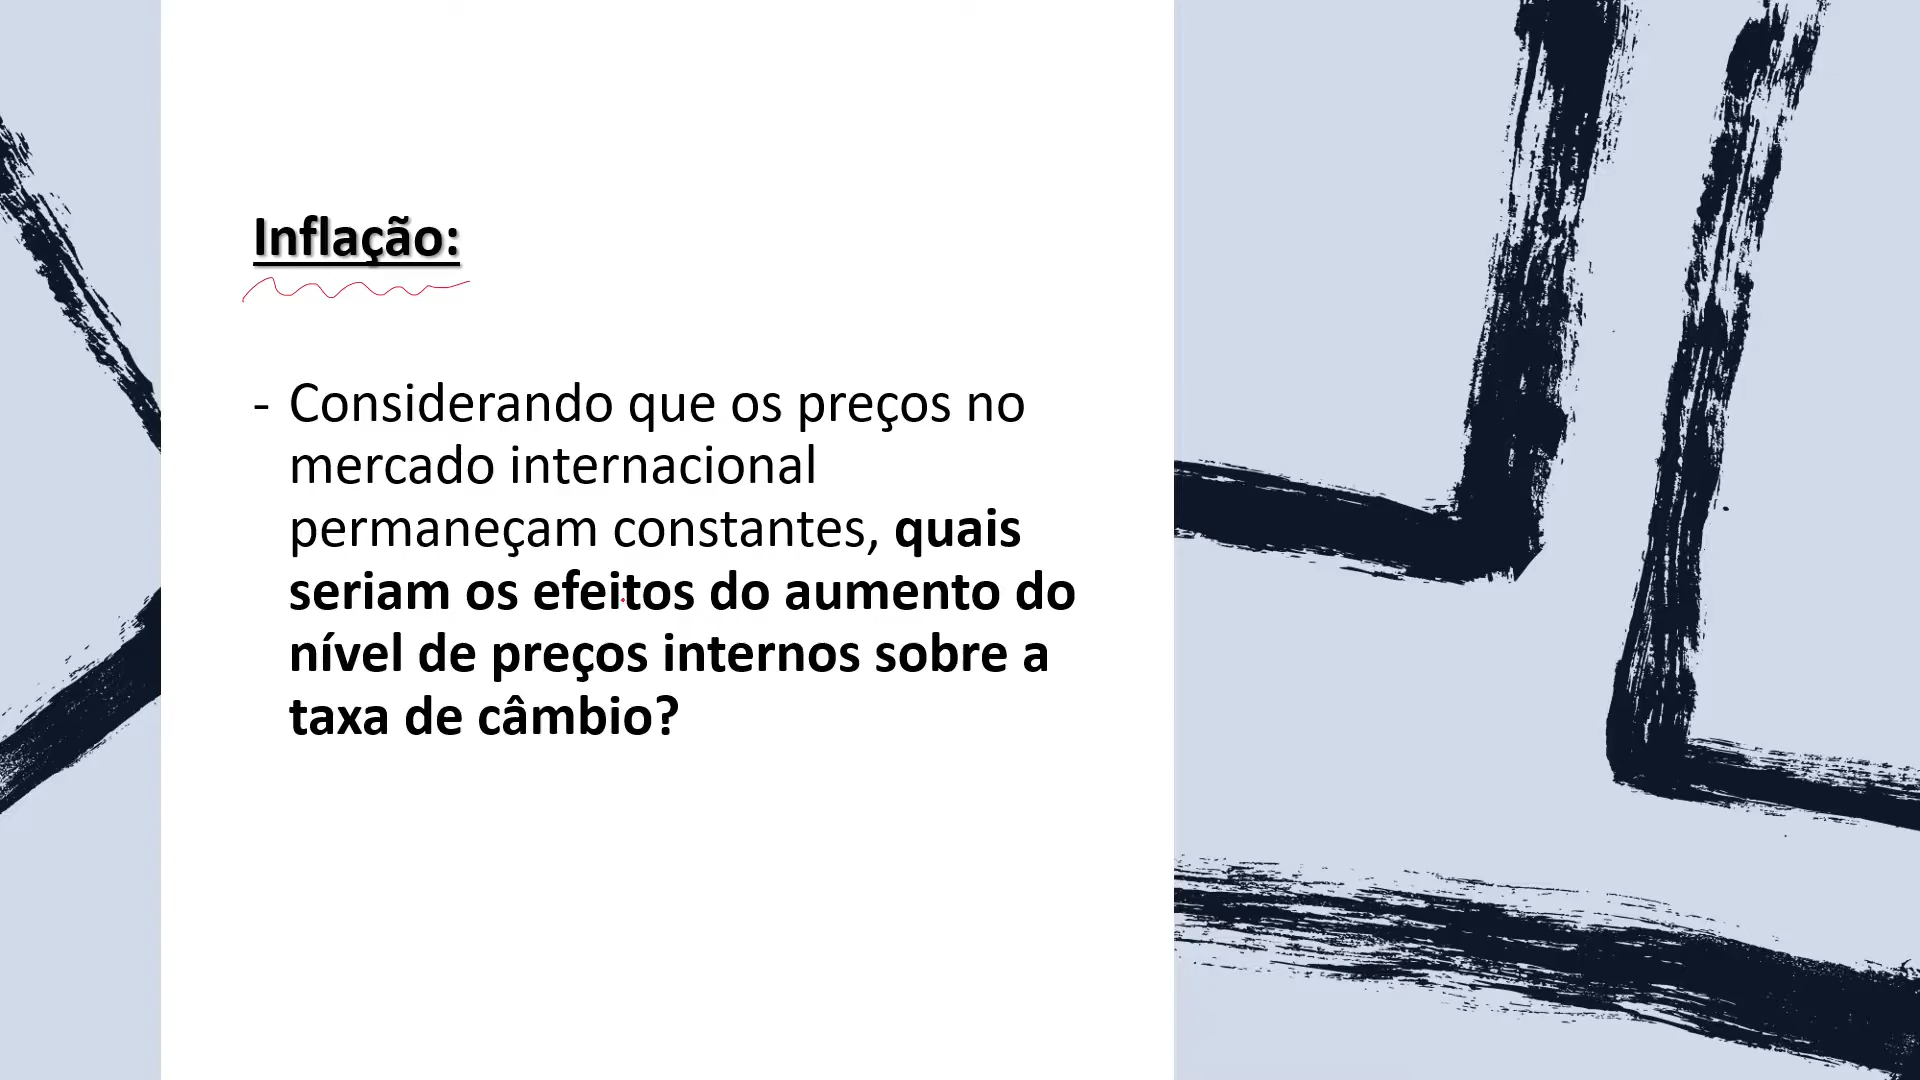 Inflação:
- Considerando que os preços no
mercado internacional
permaneçam constantes, quais
seriam os efeitos do aumento do
nível de preços internos sobre a
taxa de câmbio?